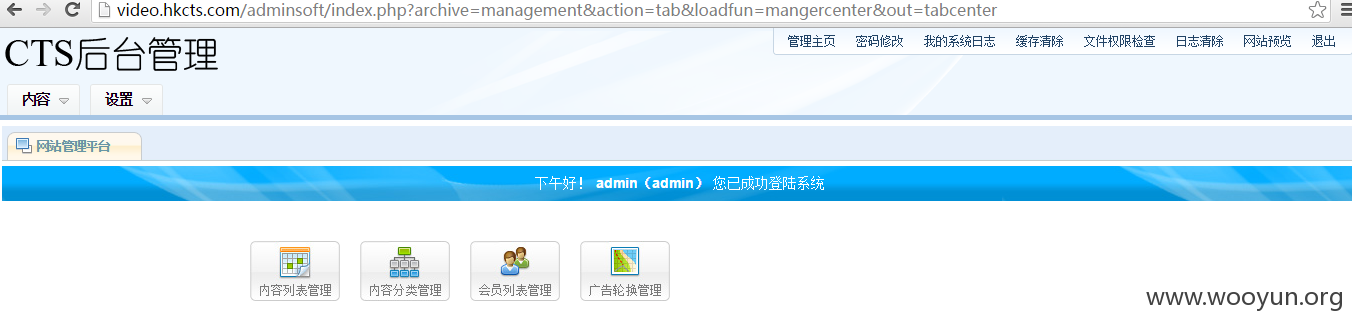 video.hkcts.com/adminsoft/index.php?archive=management&action=tab&loadfun=mangercenter&out=tabcenter
CTS后台管理
管理主页 密码修改 我的系统日志 缓存清除 文件权限检查 日志清除 网站预览 退出
内容 设置
网站管理平台
下午好！ admin（admin） 您已成功登陆系统
内容列表管理 内容分类管理 会员列表管理 广告轮换管理
www.wooyun.org